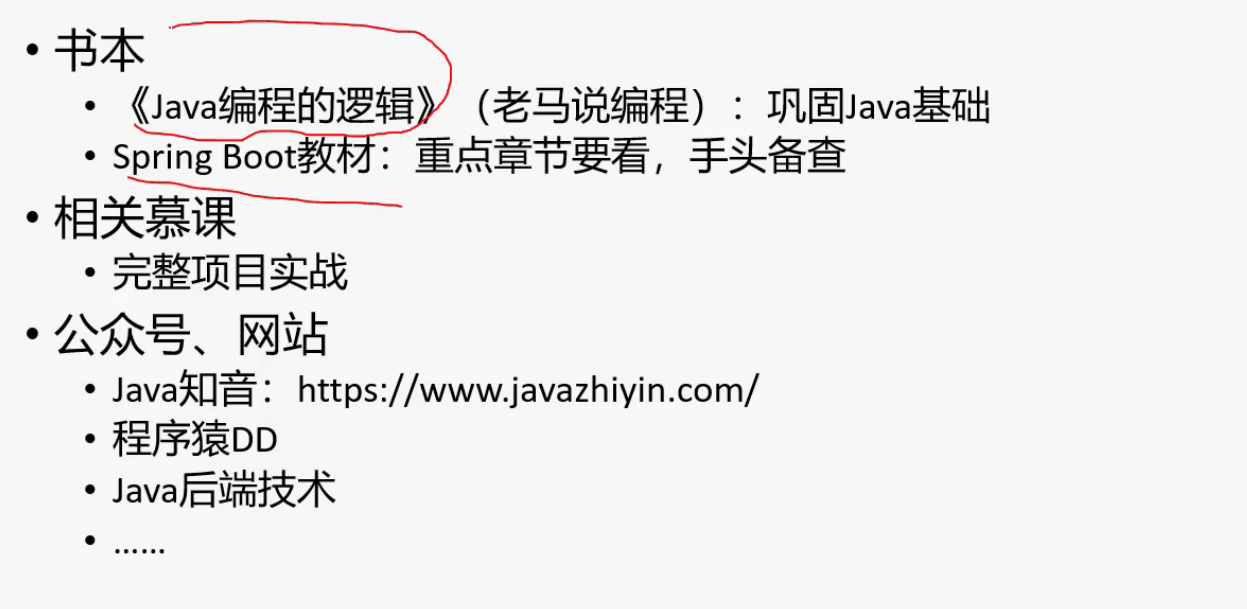 • 书本
• 《Java编程的逻辑》（老马说编程）：巩固Java基础
• Spring Boot教材：重点章节要看，手头备查
• 相关慕课
• 完整项目实战
• 公众号、网站
• Java知音：https://www.javazhiyin.com/
• 程序猿DD
• Java后端技术
• ……